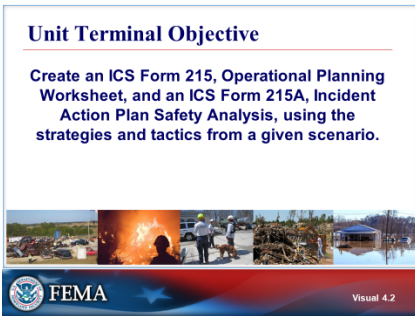 Unit Terminal Objective
Create an ICS Form 215, Operational Planning
Worksheet, and an ICS Form 215A, Incident
Action Plan Safety Analysis, using the
strategies and tactics from a given scenario.
FEMA
Visual 4.2